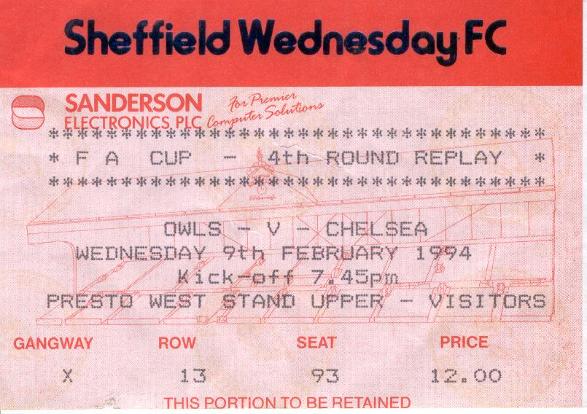 Sheffield Wednesday FC
SANDERSON
ELECTRONICS PLC
For Premier
Computer Solutions
************************************
* F A CUP - 4th ROUND REPLAY *
************************************
OWLS - V - CHELSEA
WEDNESDAY 9th FEBRUARY 1994
Kick-off 7.45pm
PRESTO WEST STAND UPPER - VISITORS
GANGWAY ROW SEAT PRICE
X 13 93 12.00
THIS PORTION TO BE RETAINED